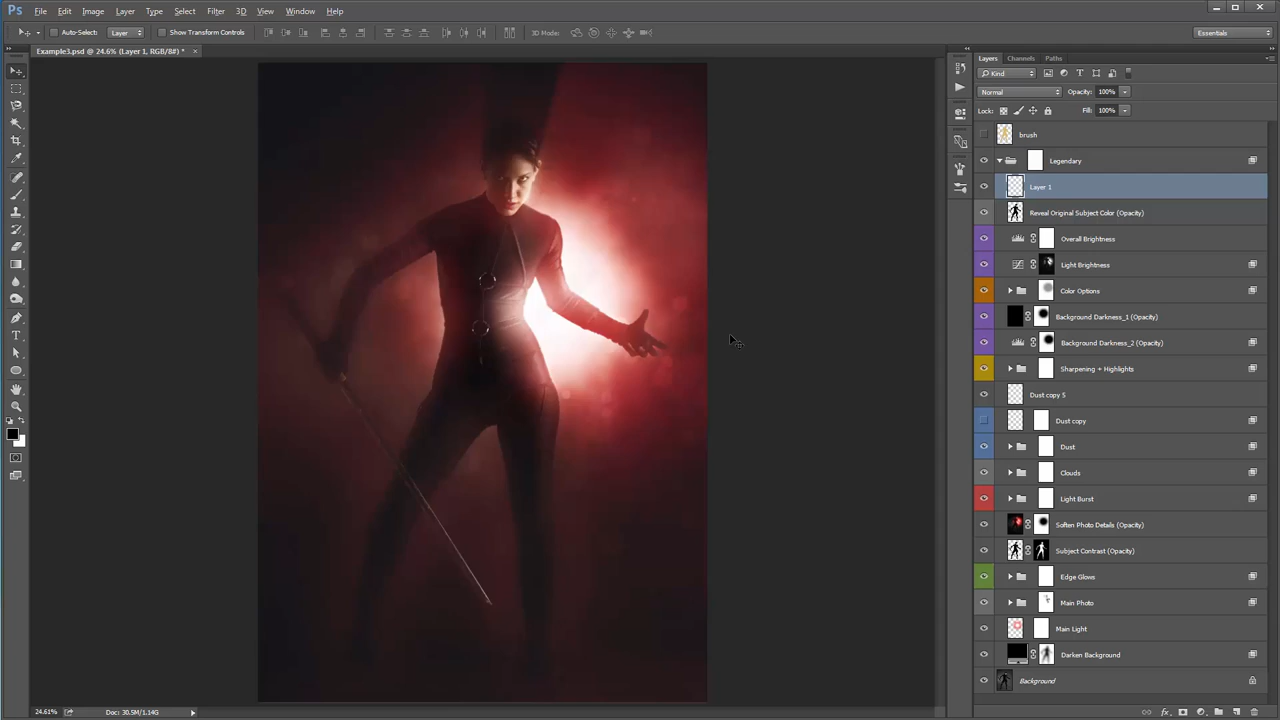 Ps File Edit Image Layer Type Select Filter 3D View Window Help
Auto-Select: Layer Show Transform Controls 3D Mode: Essentials
Example3.psd @ 24.6% (Layer 1, RGB/8#) * ×
Layers Channels Paths
Kind
Normal Opacity: 100%
Lock: Fill: 100%
brush
Legendary
Layer 1
Reveal Original Subject Color (Opacity)
Overall Brightness
Light Brightness
Color Options
Background Darkness_1 (Opacity)
Background Darkness_2 (Opacity)
Sharpening + Highlights
Dust copy 5
Dust copy
Dust
Clouds
Light Burst
Soften Photo Details (Opacity)
Subject Contrast (Opacity)
Edge Glows
Main Photo
Main Light
Darken Background
Background
24.61% Doc: 30.5M/1.14G
fx